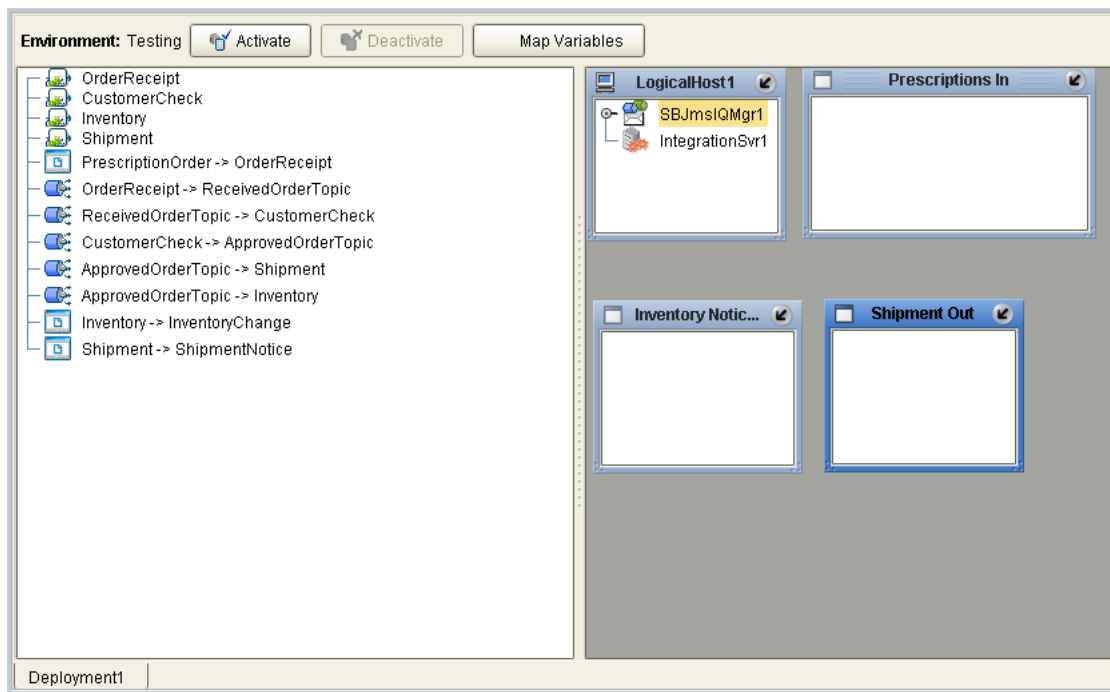 Environment: Testing Activate Deactivate Map Variables
OrderReceipt
CustomerCheck
Inventory
Shipment
PrescriptionOrder -> OrderReceipt
OrderReceipt -> ReceivedOrderTopic
ReceivedOrderTopic -> CustomerCheck
CustomerCheck -> ApprovedOrderTopic
ApprovedOrderTopic -> Shipment
ApprovedOrderTopic -> Inventory
Inventory -> InventoryChange
Shipment -> ShipmentNotice
LogicalHost1
SBJmsIQMgr1
IntegrationSvr1
Prescriptions In
Inventory Notic...
Shipment Out
Deployment1